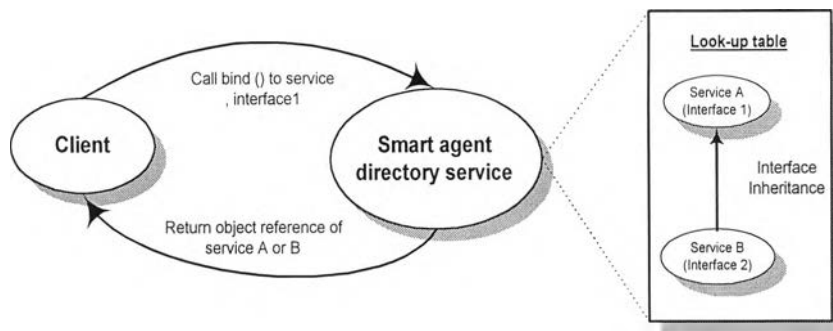 Call bind () to service
, interface1
Client
Smart agent
directory service
Return object reference of
service A or B
Look-up table
Service A
(Interface 1)
Interface
Inheritance
Service B
(Interface 2)